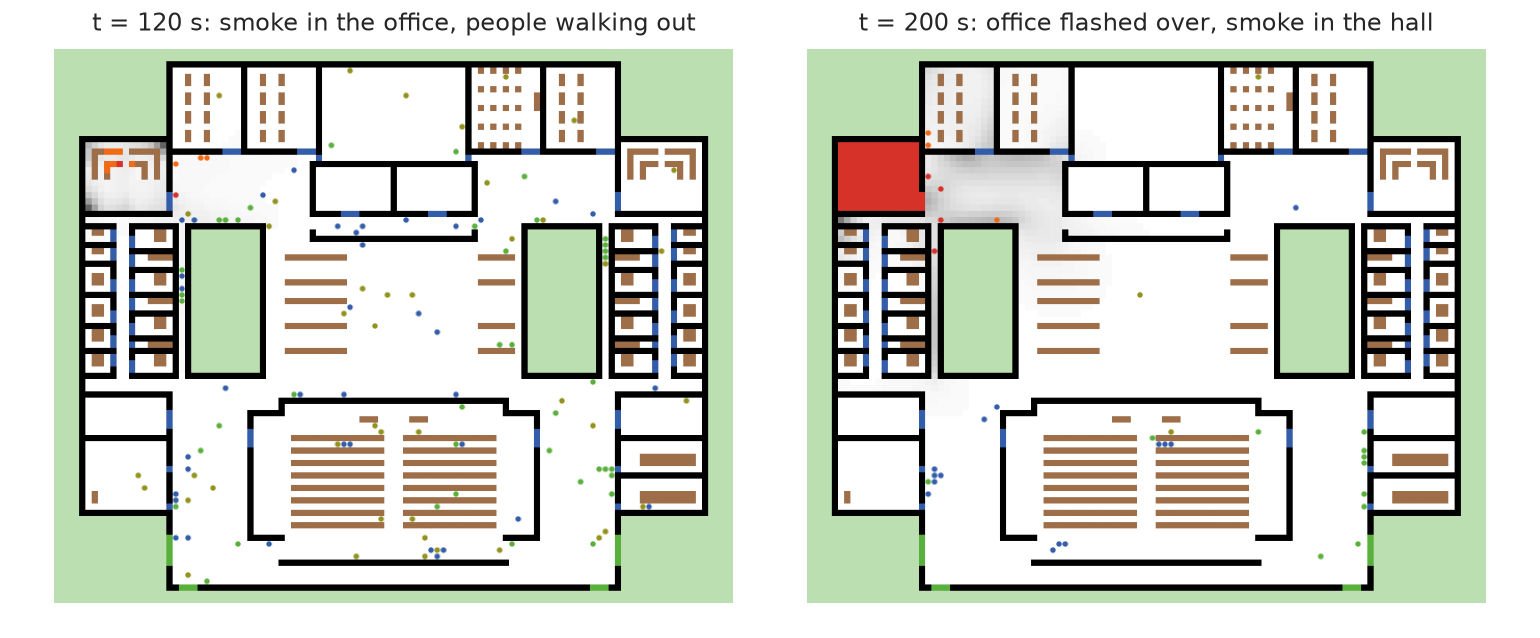 t = 120 s: smoke in the office, people walking out
t = 200 s: office flashed over, smoke in the hall